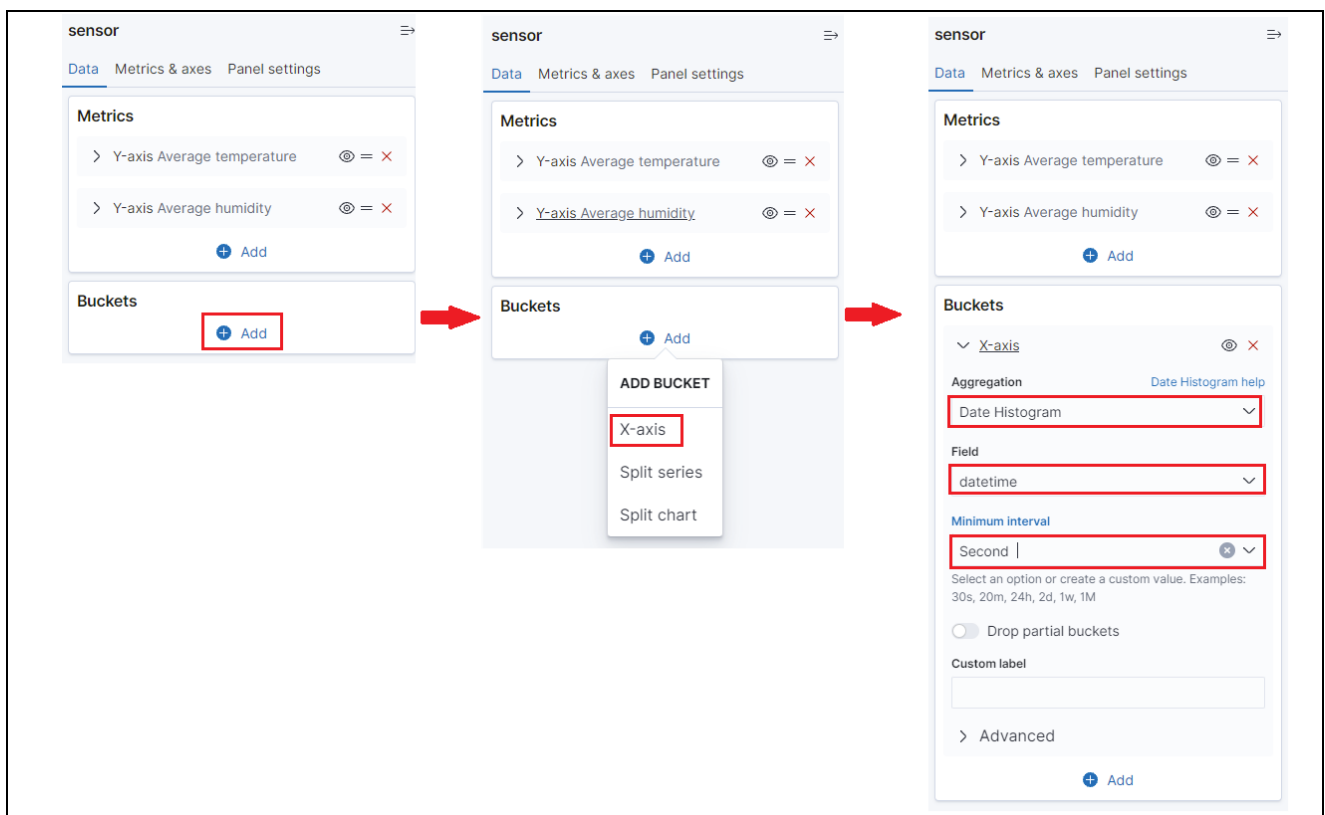 sensor
Data Metrics & axes Panel settings
Metrics
Y-axis Average temperature
Y-axis Average humidity
Add
Buckets
Add
sensor
Data Metrics & axes Panel settings
Metrics
Y-axis Average temperature
Y-axis Average humidity
Add
Buckets
Add
ADD BUCKET
X-axis
Split series
Split chart
sensor
Data Metrics & axes Panel settings
Metrics
Y-axis Average temperature
Y-axis Average humidity
Add
Buckets
X-axis
Aggregation Date Histogram help
Date Histogram
Field
datetime
Minimum interval
Second
Select an option or create a custom value. Examples:
30s, 20m, 24h, 2d, 1w, 1M
Drop partial buckets
Custom label
Advanced
Add